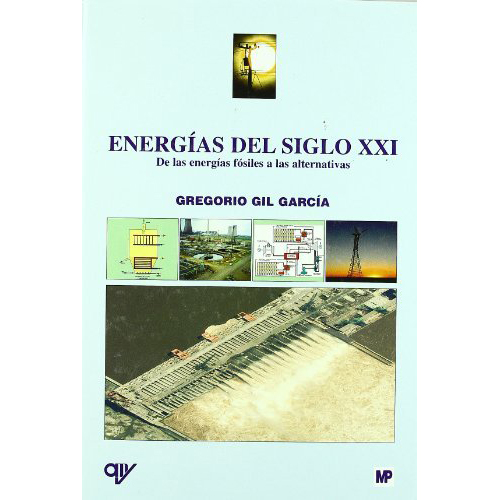 ENERGÍAS DEL SIGLO XXI
De las energías fósiles a las alternativas
GREGORIO GIL GARCÍA
MP